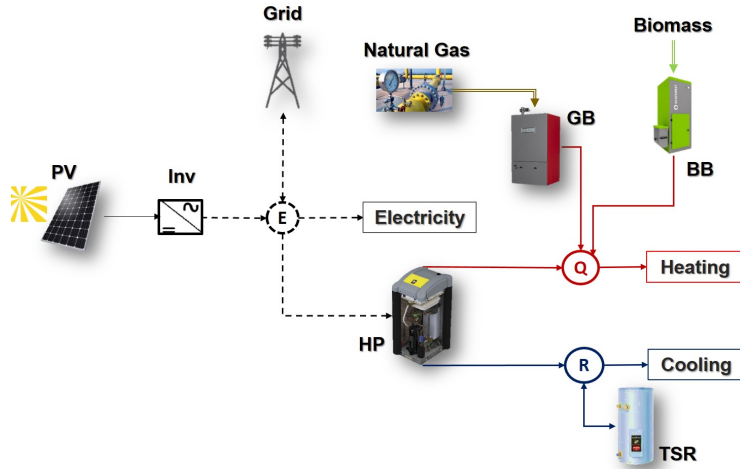 Grid
Natural Gas
Biomass
GB
BB
PV
Inv
E
Electricity
Q
Heating
HP
R
Cooling
TSR